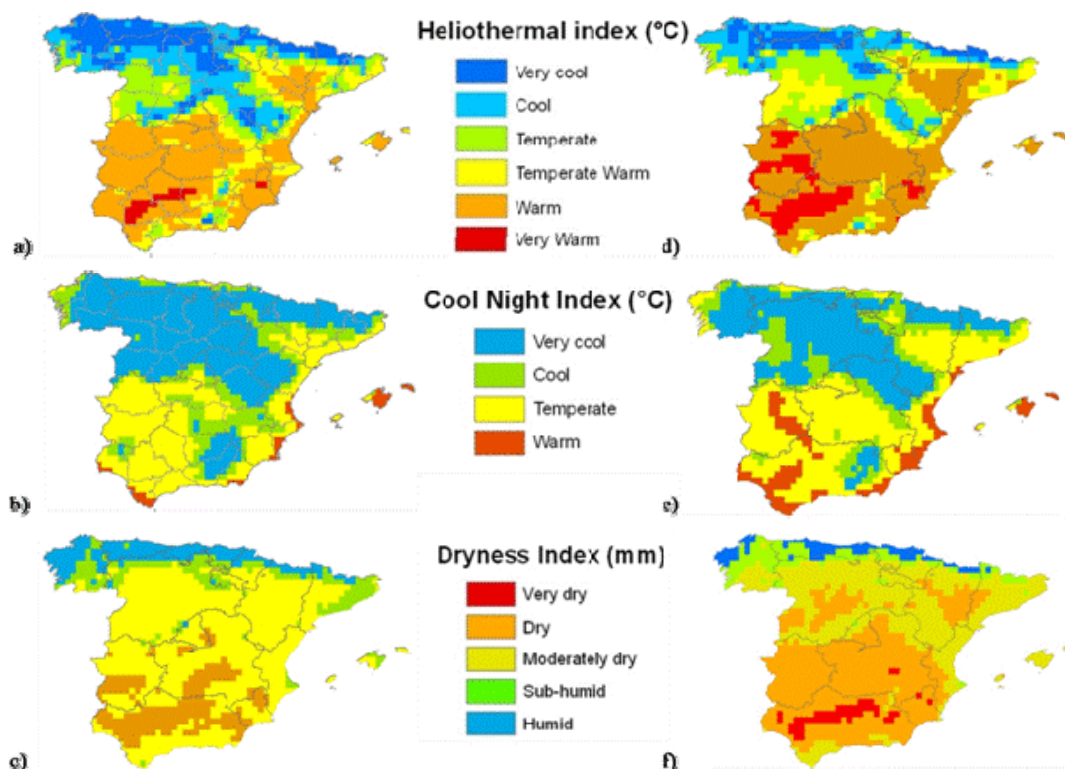 Heliothermal index (ºC)
Very cool
Cool
Temperate
Temperate Warm
Warm
Very Warm
a)
d)
Cool Night Index (°C)
Very cool
Cool
Temperate
Warm
b)
e)
Dryness Index (mm)
Very dry
Dry
Moderately dry
Sub-humid
Humid
c)
f)